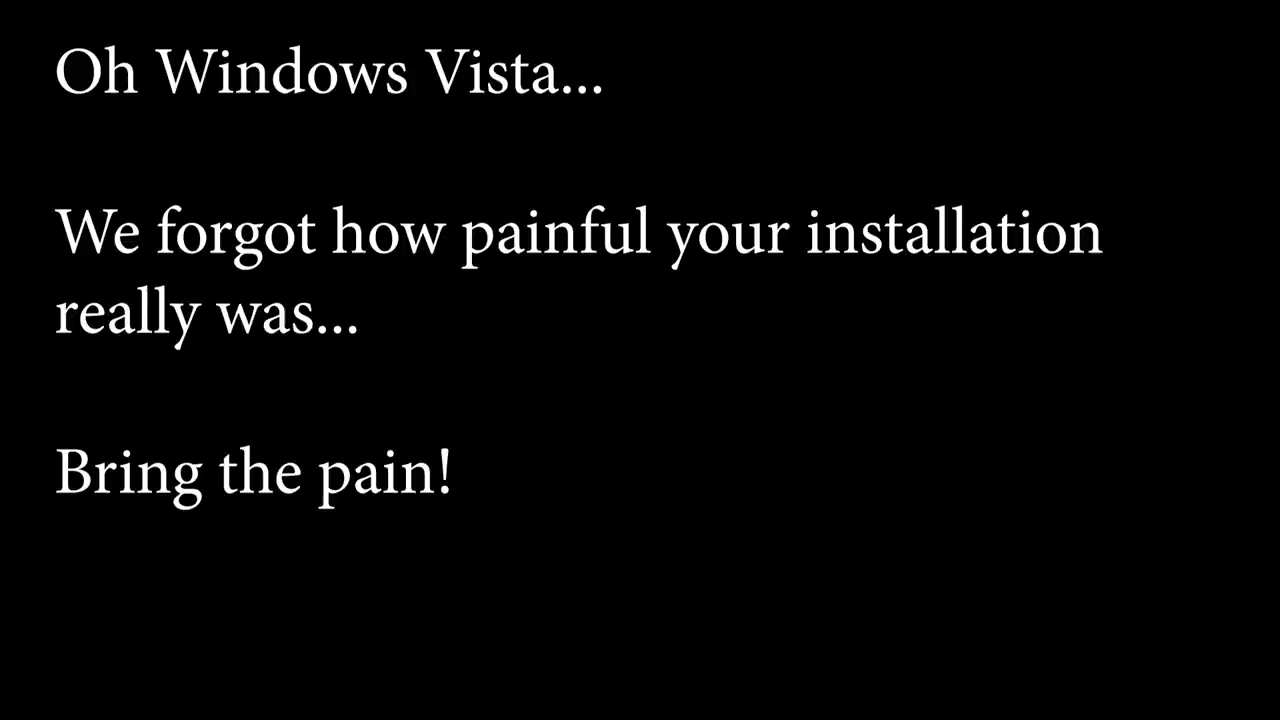 Oh Windows Vista...
We forgot how painful your installation
really was...
Bring the pain!